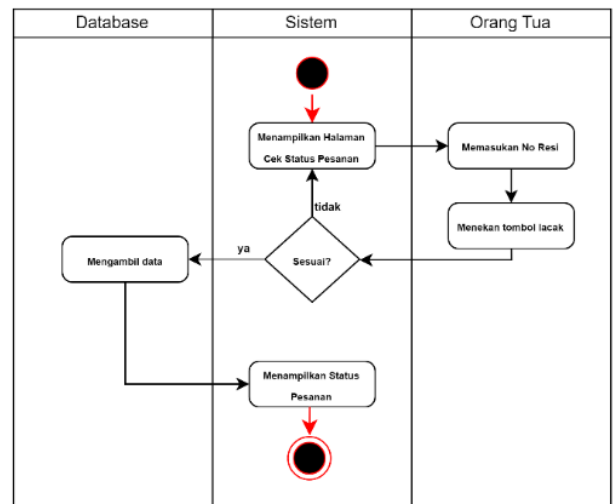 Database
Sistem
Orang Tua
Menampilkan Halaman
Cek Status Pesanan
Memasukan No Resi
tidak
Menekan tombol lacak
ya
Sesuai?
Mengambil data
Menampilkan Status
Pesanan